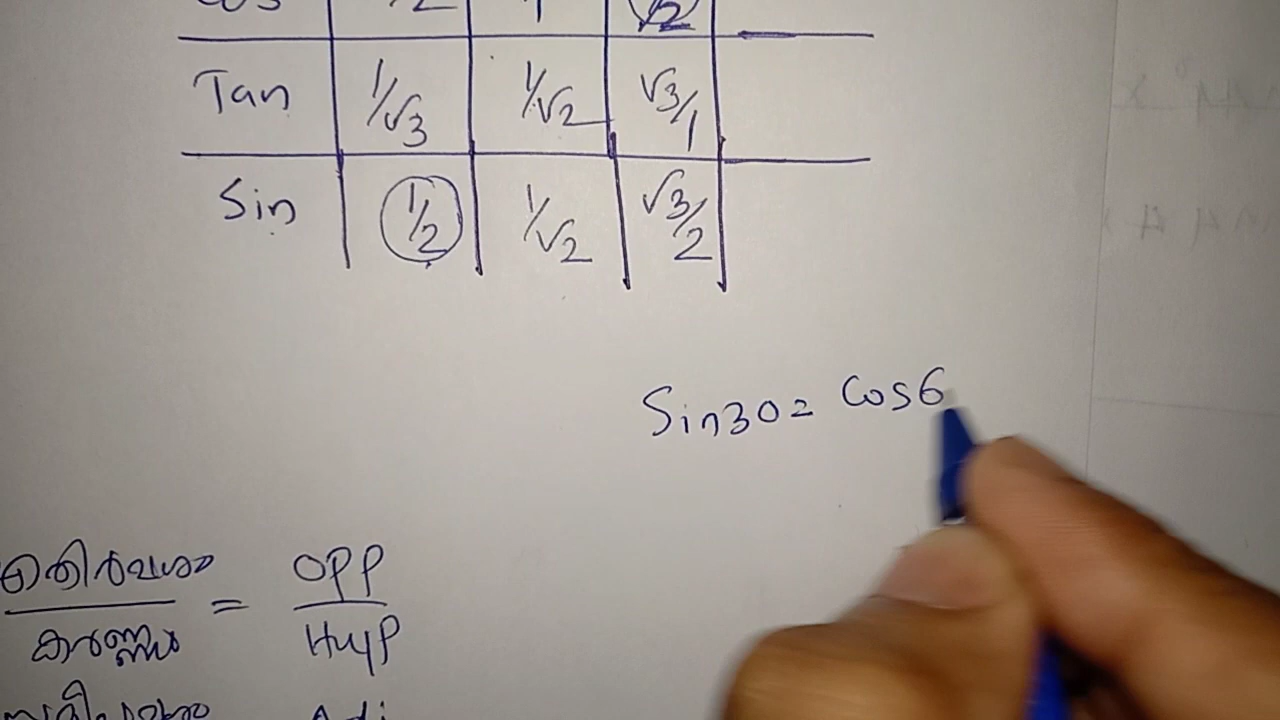 Tan 1/√3 1/√2 √3/1
Sin 1/2 1/√2 √3/2
Sin30= Cos6
എതിർവശം = OPP
കർണ്ണം Hyp